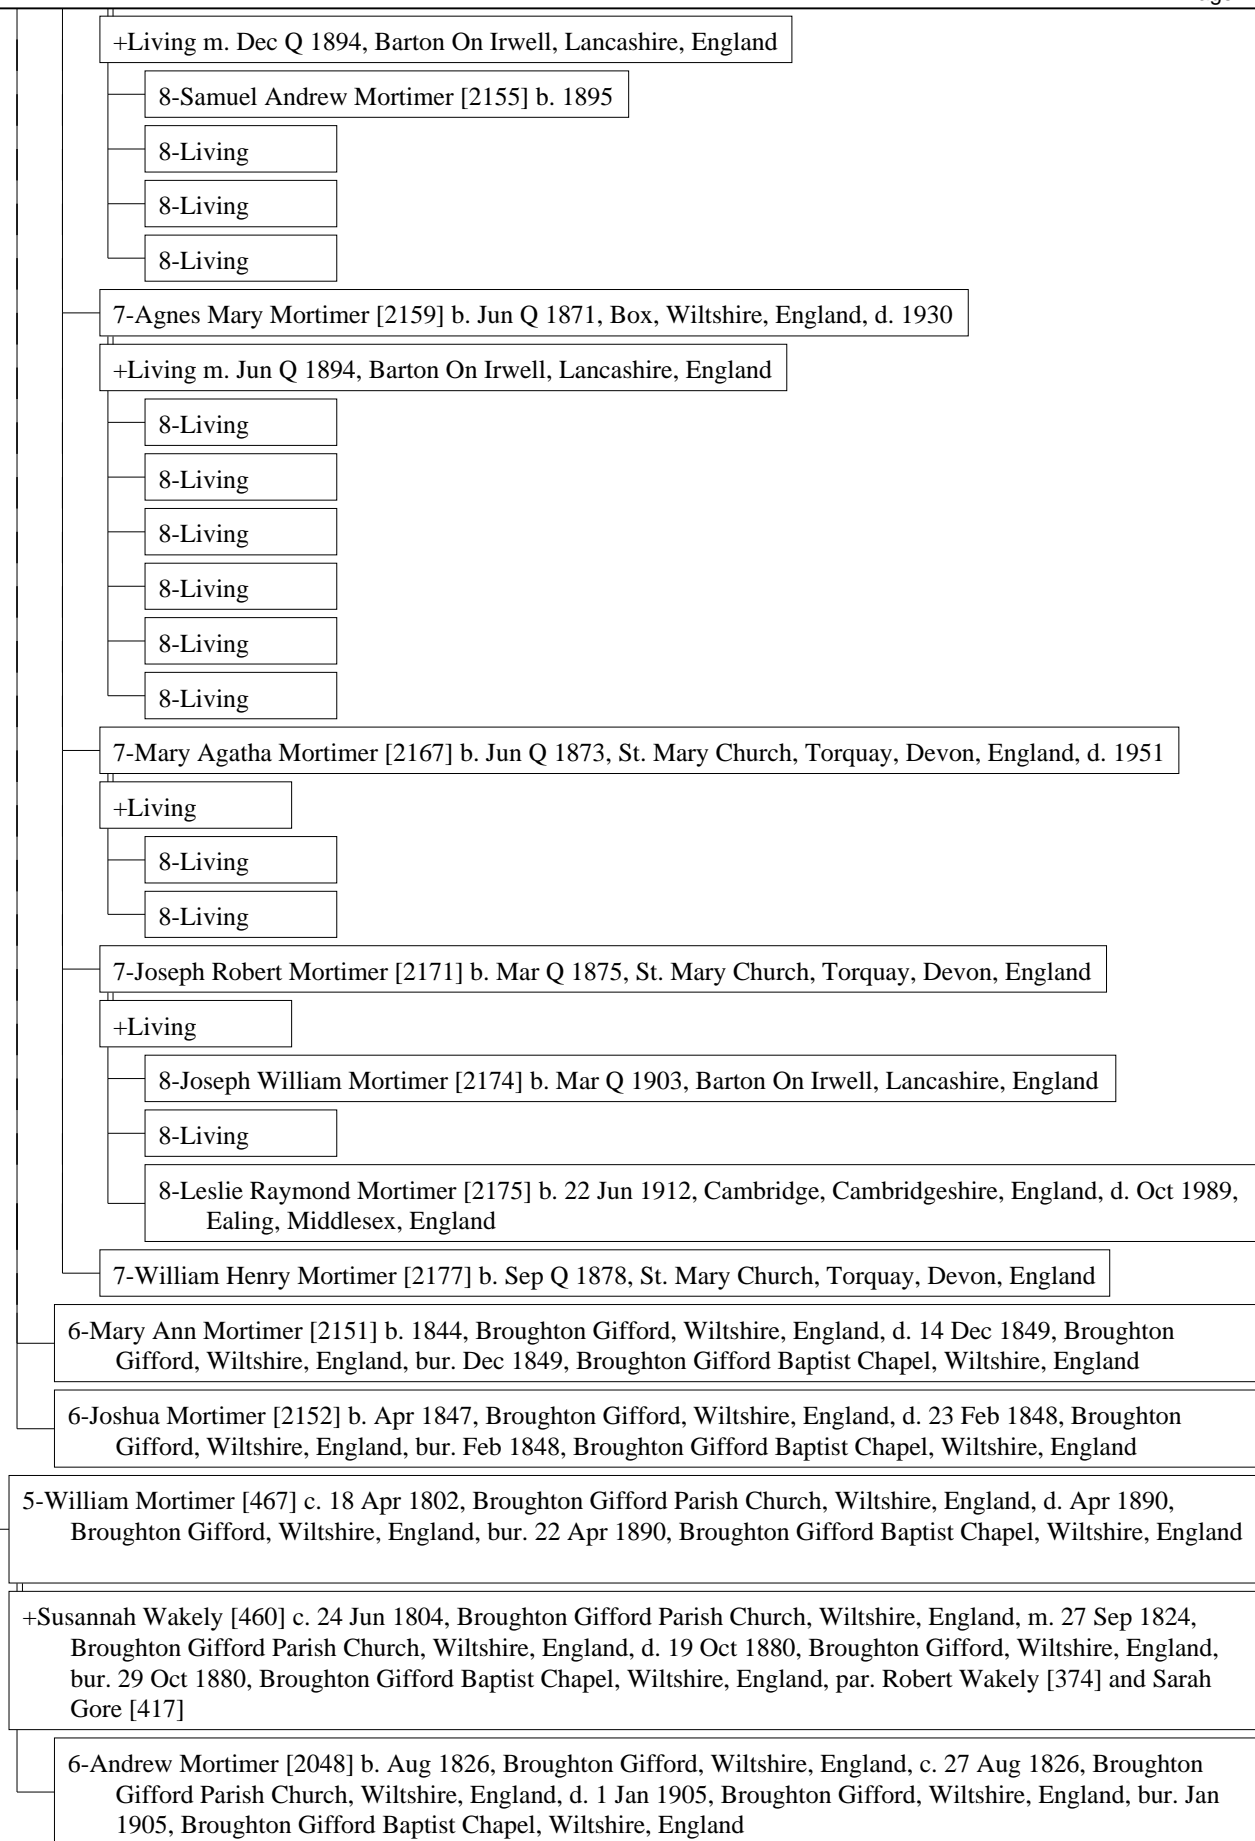 +Living m. Dec Q 1894, Barton On Irwell, Lancashire, England
8-Samuel Andrew Mortimer [2155] b. 1895
8-Living
8-Living
8-Living
7-Agnes Mary Mortimer [2159] b. Jun Q 1871, Box, Wiltshire, England, d. 1930
+Living m. Jun Q 1894, Barton On Irwell, Lancashire, England
8-Living
8-Living
8-Living
8-Living
8-Living
8-Living
7-Mary Agatha Mortimer [2167] b. Jun Q 1873, St. Mary Church, Torquay, Devon, England, d. 1951
+Living
8-Living
8-Living
7-Joseph Robert Mortimer [2171] b. Mar Q 1875, St. Mary Church, Torquay, Devon, England
+Living
8-Joseph William Mortimer [2174] b. Mar Q 1903, Barton On Irwell, Lancashire, England
8-Living
8-Leslie Raymond Mortimer [2175] b. 22 Jun 1912, Cambridge, Cambridgeshire, England, d. Oct 1989,
Ealing, Middlesex, England
7-William Henry Mortimer [2177] b. Sep Q 1878, St. Mary Church, Torquay, Devon, England
6-Mary Ann Mortimer [2151] b. 1844, Broughton Gifford, Wiltshire, England, d. 14 Dec 1849, Broughton
Gifford, Wiltshire, England, bur. Dec 1849, Broughton Gifford Baptist Chapel, Wiltshire, England
6-Joshua Mortimer [2152] b. Apr 1847, Broughton Gifford, Wiltshire, England, d. 23 Feb 1848, Broughton
Gifford, Wiltshire, England, bur. Feb 1848, Broughton Gifford Baptist Chapel, Wiltshire, England
5-William Mortimer [467] c. 18 Apr 1802, Broughton Gifford Parish Church, Wiltshire, England, d. Apr 1890,
Broughton Gifford, Wiltshire, England, bur. 22 Apr 1890, Broughton Gifford Baptist Chapel, Wiltshire, England
+Susannah Wakely [460] c. 24 Jun 1804, Broughton Gifford Parish Church, Wiltshire, England, m. 27 Sep 1824,
Broughton Gifford Parish Church, Wiltshire, England, d. 19 Oct 1880, Broughton Gifford, Wiltshire, England,
bur. 29 Oct 1880, Broughton Gifford Baptist Chapel, Wiltshire, England, par. Robert Wakely [374] and Sarah
Gore [417]
6-Andrew Mortimer [2048] b. Aug 1826, Broughton Gifford, Wiltshire, England, c. 27 Aug 1826, Broughton
Gifford Parish Church, Wiltshire, England, d. 1 Jan 1905, Broughton Gifford, Wiltshire, England, bur. Jan
1905, Broughton Gifford Baptist Chapel, Wiltshire, England